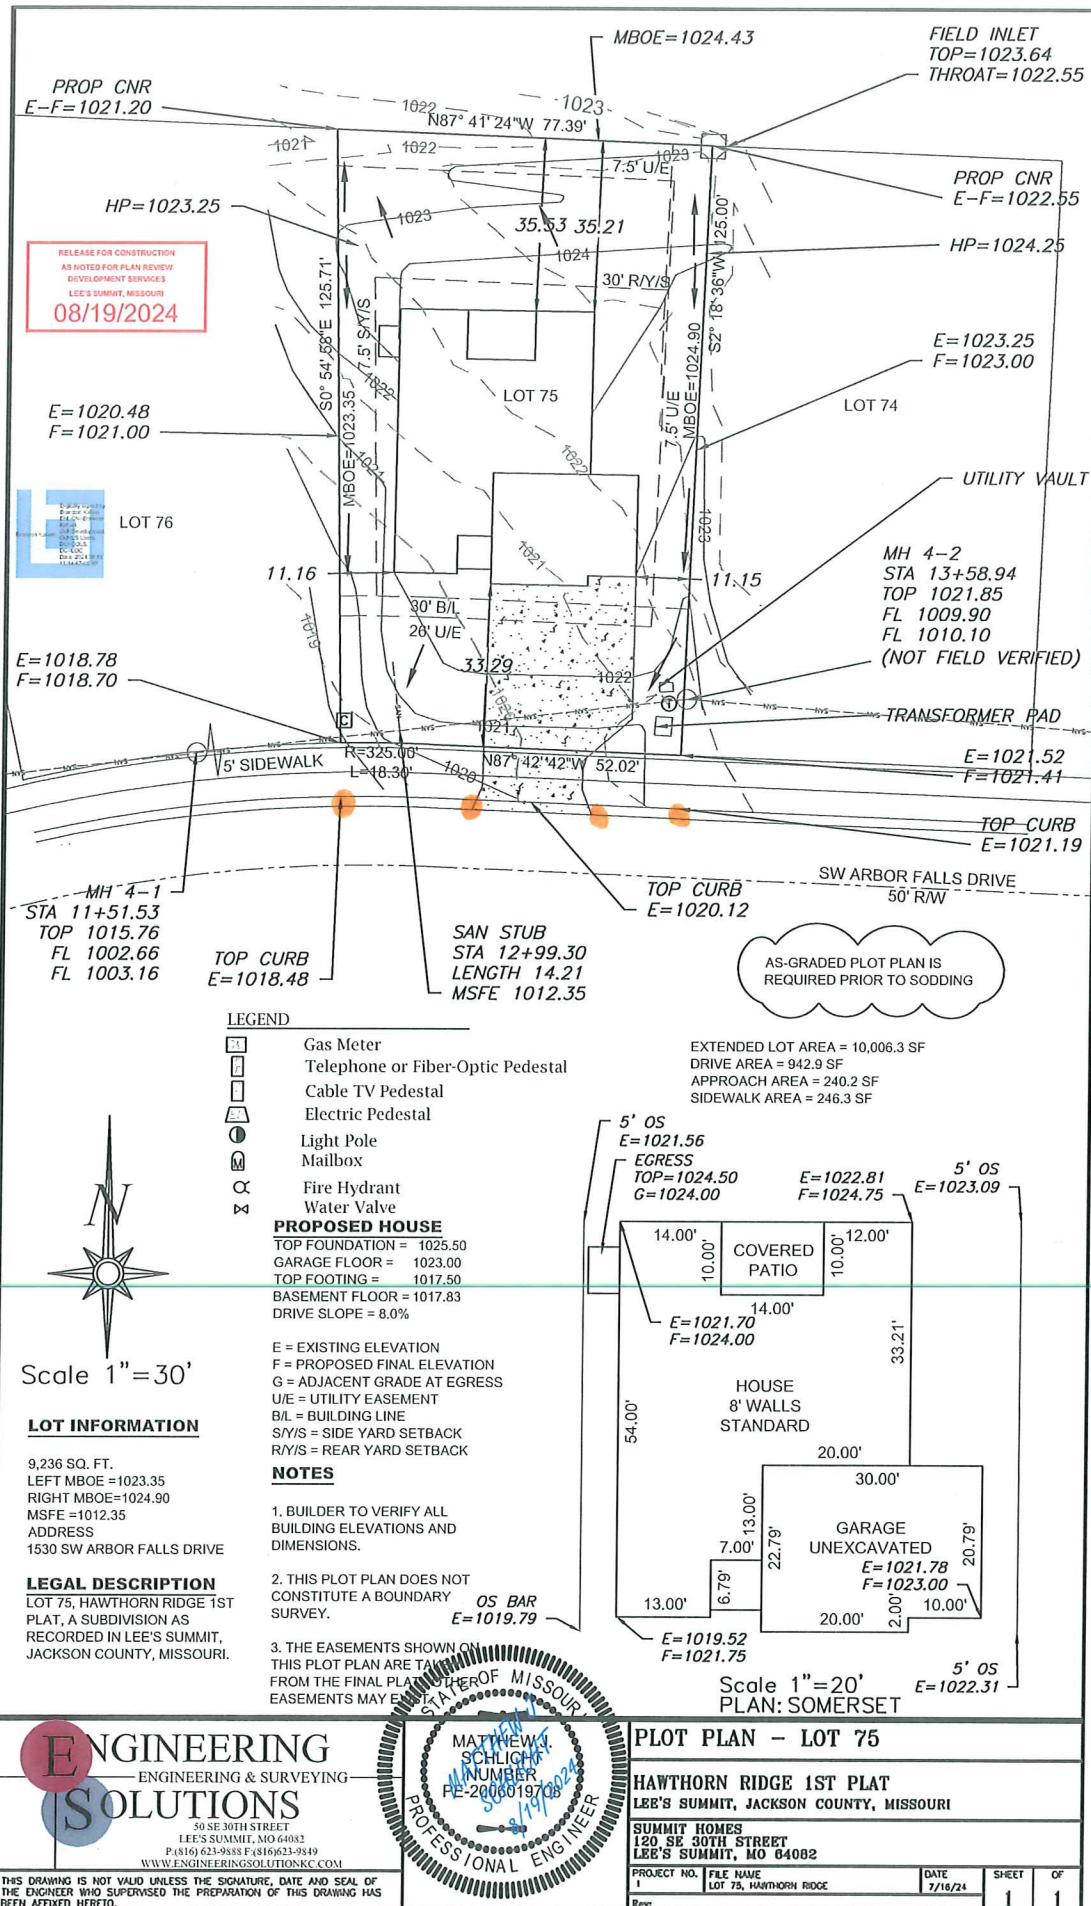 MBOE=1024.43
FIELD INLET
TOP=1023.64
THROAT=1022.55
PROP CNR
E-F=1021.20
1022
1023
N87° 41' 24"W 77.39'
1021
1022
1023
7.5' U/E
PROP CNR
E-F=1022.55
HP=1023.25
1023
35.53 35.21
1024
HP=1024.25
30' R/Y/S
RELEASE FOR CONSTRUCTION
AS NOTED FOR PLAN REVIEW
DEVELOPMENT SERVICES
LEE'S SUMMIT, MISSOURI
08/19/2024
S0° 54' 58"E 125.71'
7.5' S/Y/S
MBOE=1023.35
S2° 18' 36"W 125.00'
MBOE=1024.90
7.5' U/E
E=1023.25
F=1023.00
LOT 75
LOT 74
1022
E=1020.48
F=1021.00
1021
1022
UTILITY VAULT
LOT 76
1023
1021
MH 4-2
STA 13+58.94
TOP 1021.85
FL 1009.90
FL 1010.10
(NOT FIELD VERIFIED)
11.16
11.15
30' B/L
26' U/E
1019
33.29
1022
E=1018.78
F=1018.70
1020
1021
C
T
TRANSFORMER PAD
5' SIDEWALK
R=325.00'
L=18.30'
N87° 42' 42"W 52.02'
1020
E=1021.52
F=1021.41
TOP CURB
E=1021.19
SW ARBOR FALLS DRIVE
50' R/W
MH 4-1
STA 11+51.53
TOP 1015.76
FL 1002.66
FL 1003.16
TOP CURB
E=1018.48
SAN STUB
STA 12+99.30
LENGTH 14.21
MSFE 1012.35
TOP CURB
E=1020.12
AS-GRADED PLOT PLAN IS
REQUIRED PRIOR TO SODDING
LEGEND
Gas Meter
Telephone or Fiber-Optic Pedestal
Cable TV Pedestal
Electric Pedestal
Light Pole
M Mailbox
Fire Hydrant
Water Valve
EXTENDED LOT AREA = 10,006.3 SF
DRIVE AREA = 942.9 SF
APPROACH AREA = 240.2 SF
SIDEWALK AREA = 246.3 SF
N
Scale 1"=30'
PROPOSED HOUSE
TOP FOUNDATION = 1025.50
GARAGE FLOOR = 1023.00
TOP FOOTING = 1017.50
BASEMENT FLOOR = 1017.83
DRIVE SLOPE = 8.0%
E = EXISTING ELEVATION
F = PROPOSED FINAL ELEVATION
G = ADJACENT GRADE AT EGRESS
U/E = UTILITY EASEMENT
B/L = BUILDING LINE
S/Y/S = SIDE YARD SETBACK
R/Y/S = REAR YARD SETBACK
LOT INFORMATION
9,236 SQ. FT.
LEFT MBOE =1023.35
RIGHT MBOE=1024.90
MSFE =1012.35
ADDRESS
1530 SW ARBOR FALLS DRIVE
LEGAL DESCRIPTION
LOT 75, HAWTHORN RIDGE 1ST
PLAT, A SUBDIVISION AS
RECORDED IN LEE'S SUMMIT,
JACKSON COUNTY, MISSOURI.
NOTES
1. BUILDER TO VERIFY ALL
BUILDING ELEVATIONS AND
DIMENSIONS.
2. THIS PLOT PLAN DOES NOT
CONSTITUTE A BOUNDARY
SURVEY.
3. THE EASEMENTS SHOWN ON
THIS PLOT PLAN ARE TAKEN
FROM THE FINAL PLAT. OTHER
EASEMENTS MAY EXIST.
5' OS
E=1021.56
EGRESS
TOP=1024.50
G=1024.00
E=1022.81
F=1024.75
5' OS
E=1023.09
14.00'
10.00'
COVERED
PATIO
10.00'
12.00'
14.00'
E=1021.70
F=1024.00
33.21'
54.00'
HOUSE
8' WALLS
STANDARD
20.00'
30.00'
13.00'
22.79'
GARAGE
UNEXCAVATED
20.79'
E=1021.78
F=1023.00
7.00'
6.79'
13.00'
20.00'
2.00'
10.00'
OS BAR
E=1019.79
E=1019.52
F=1021.75
5' OS
E=1022.31
Scale 1"=20'
PLAN: SOMERSET
ENGINEERING
ENGINEERING & SURVEYING
SOLUTIONS
50 SE 30TH STREET
LEE'S SUMMIT, MO 64082
P:(816) 623-9888 F:(816)623-9849
WWW.ENGINEERINGSOLUTIONKC.COM
THIS DRAWING IS NOT VALID UNLESS THE SIGNATURE, DATE AND SEAL OF
THE ENGINEER WHO SUPERVISED THE PREPARATION OF THIS DRAWING HAS
BEEN AFFIXED HERETO.
STATE OF MISSOURI
MATTHEW J.
SCHLICHT
NUMBER
PE-2006019708
PROFESSIONAL ENGINEER
MATTHEW J
SCHLICHT
8/19/2024
PLOT PLAN - LOT 75
HAWTHORN RIDGE 1ST PLAT
LEE'S SUMMIT, JACKSON COUNTY, MISSOURI
SUMMIT HOMES
120 SE 30TH STREET
LEE'S SUMMIT, MO 64082
PROJECT NO.
1
FILE NAME
LOT 75, HAWTHORN RIDGE
DATE
7/16/24
SHEET
1
OF
1
Rev: